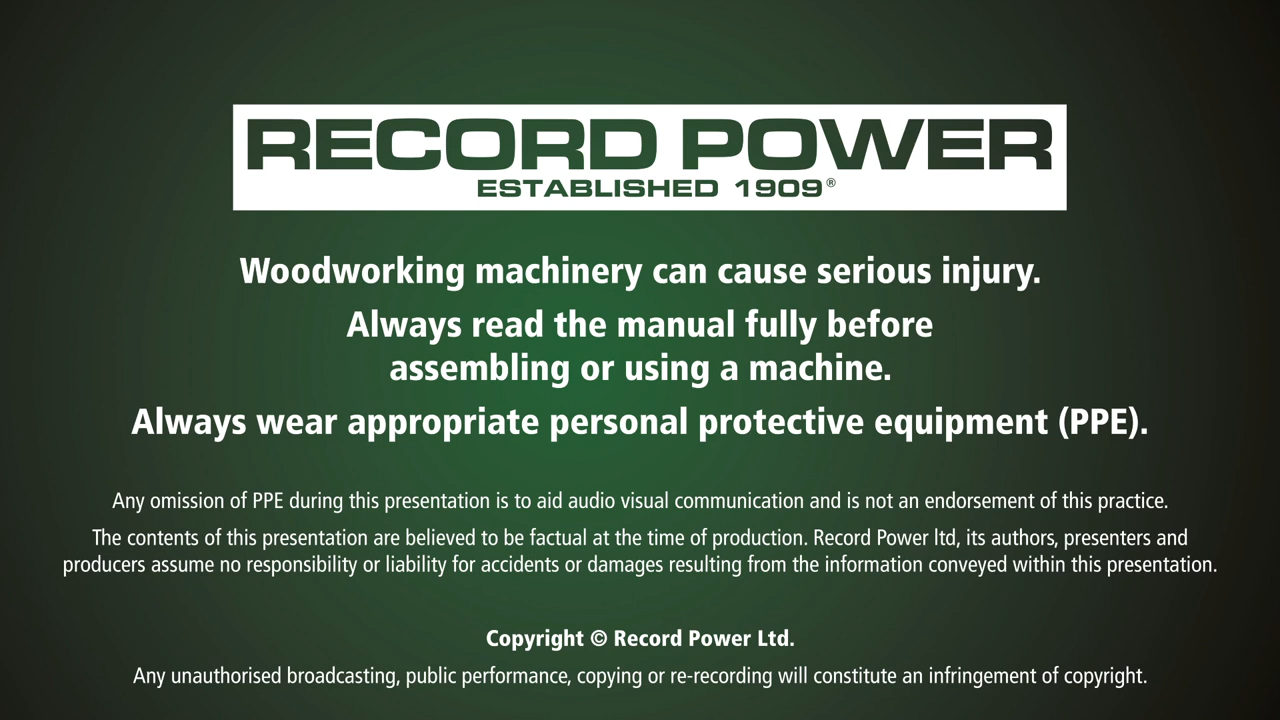 RECORD POWER
ESTABLISHED 1909®
Woodworking machinery can cause serious injury.
Always read the manual fully before
assembling or using a machine.
Always wear appropriate personal protective equipment (PPE).
Any omission of PPE during this presentation is to aid audio visual communication and is not an endorsement of this practice.
The contents of this presentation are believed to be factual at the time of production. Record Power ltd, its authors, presenters and
producers assume no responsibility or liability for accidents or damages resulting from the information conveyed within this presentation.
Copyright © Record Power Ltd.
Any unauthorised broadcasting, public performance, copying or re-recording will constitute an infringement of copyright.